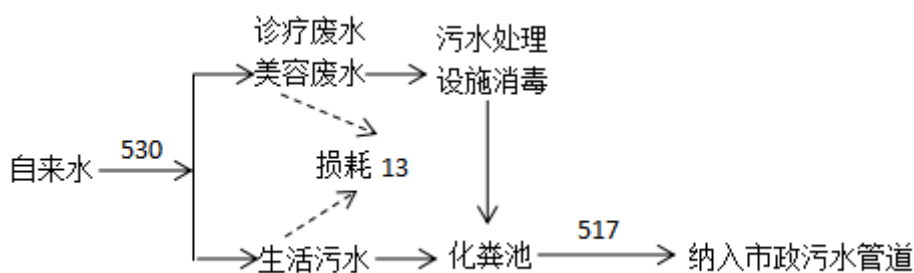 诊疗废水
美容废水
污水处理
设施消毒
自来水
530
损耗 13
生活污水
化粪池
517
纳入市政污水管道